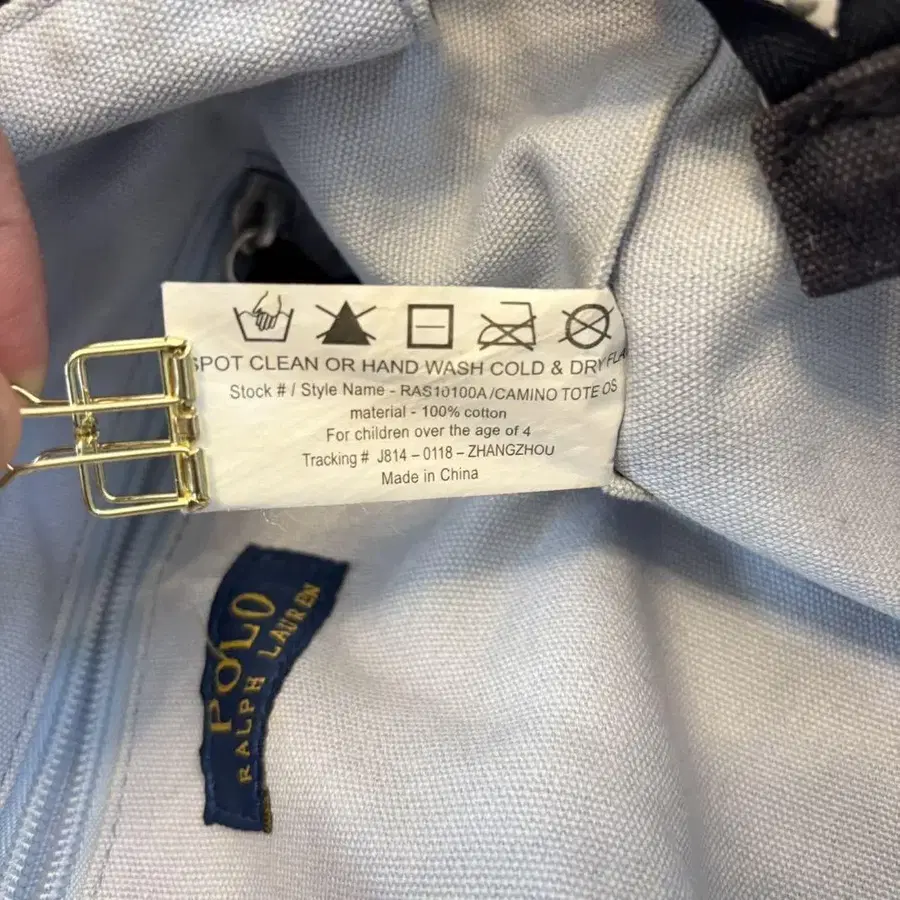 SPOT CLEAN OR HAND WASH COLD & DRY FLA
Stock # / Style Name - RAS10100A/CAMINO TOTE OS
material - 100% cotton
For children over the age of 4
Tracking # J814 – 0118 – ZHANGZHOU
Made in China
POLO
RALPH LAUREN